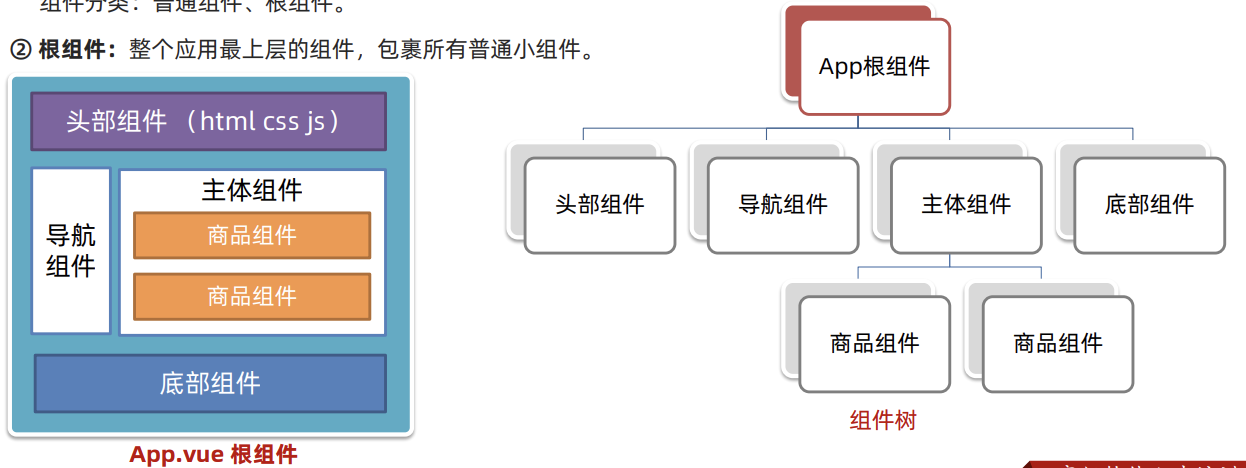 组件分类：普通组件、根组件。
② 根组件：整个应用最上层的组件，包裹所有普通小组件。
头部组件 （html css js）
导航
组件
主体组件
商品组件
商品组件
底部组件
App.vue 根组件
App根组件
头部组件
导航组件
主体组件
底部组件
商品组件
商品组件
组件树